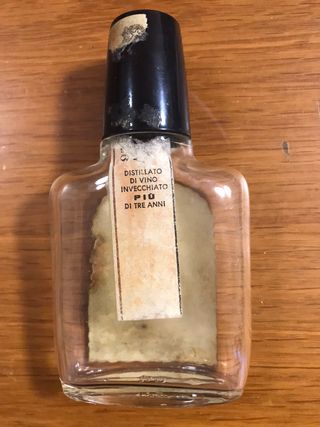 DISTILLATO
DI VINO
INVECCHIATO
PIÙ
DI TRE ANNI